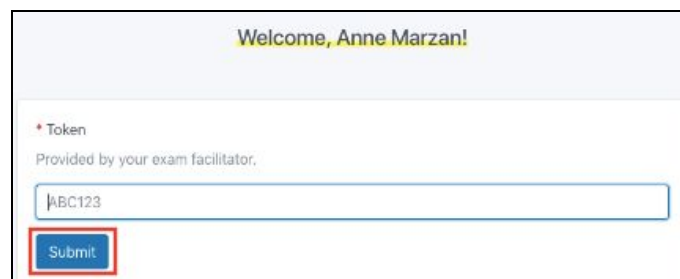 Welcome, Anne Marzan!
* Token
Provided by your exam facilitator.
ABC123
Submit